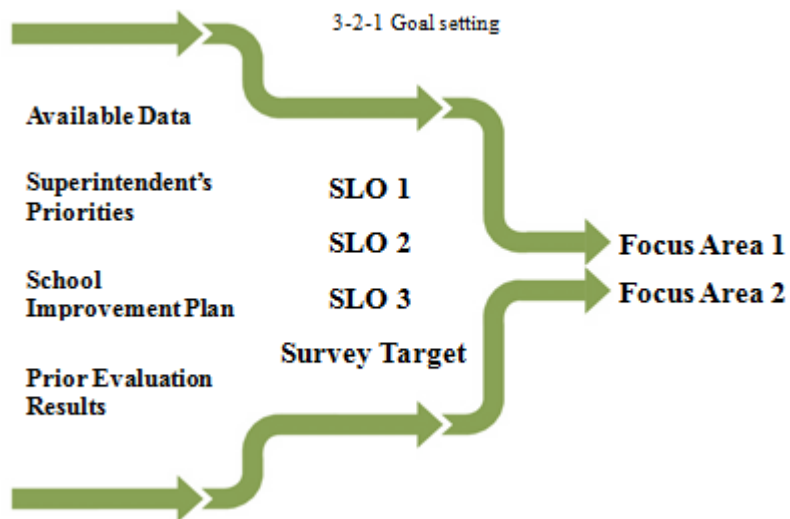 3-2-1 Goal setting
Available Data
Superintendent's
Priorities
School
Improvement Plan
Prior Evaluation
Results
SLO 1
SLO 2
SLO 3
Survey Target
Focus Area 1
Focus Area 2